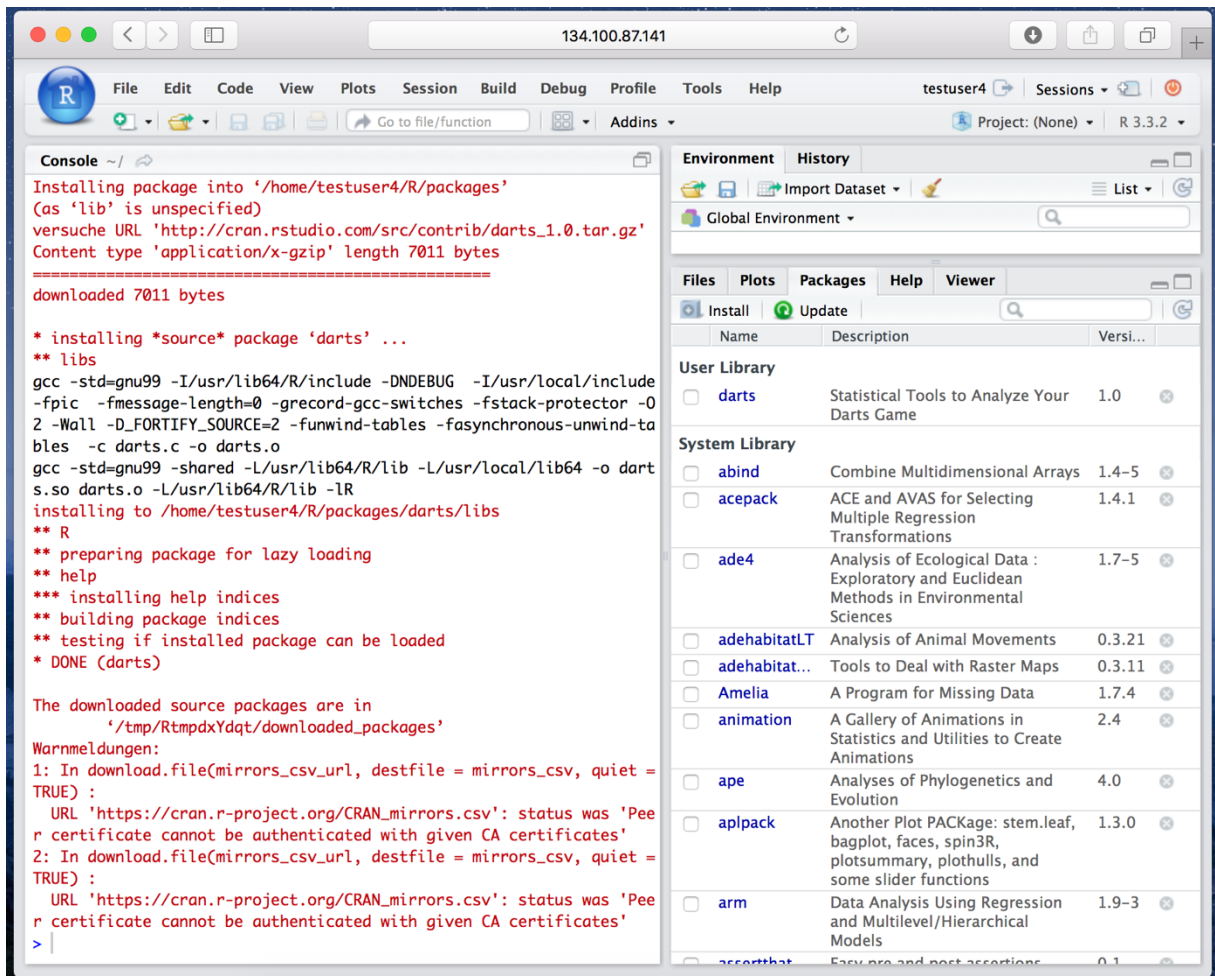 134.100.87.141
R
File Edit Code View Plots Session Build Debug Profile Tools Help
testuser4 Sessions
Go to file/function Addins
Project: (None) R 3.3.2
Console ~/
Installing package into ‘/home/testuser4/R/packages’
(as ‘lib’ is unspecified)
versuche URL 'http://cran.rstudio.com/src/contrib/darts_1.0.tar.gz'
Content type 'application/x-gzip' length 7011 bytes
==================================================
downloaded 7011 bytes
* installing *source* package ‘darts’ ...
** libs
gcc -std=gnu99 -I/usr/lib64/R/include -DNDEBUG  -I/usr/local/include
-fpic  -fmessage-length=0 -grecord-gcc-switches -fstack-protector -O
2 -Wall -D_FORTIFY_SOURCE=2 -funwind-tables -fasynchronous-unwind-ta
bles  -c darts.c -o darts.o
gcc -std=gnu99 -shared -L/usr/lib64/R/lib -L/usr/local/lib64 -o dart
s.so darts.o -L/usr/lib64/R/lib -lR
installing to /home/testuser4/R/packages/darts/libs
** R
** preparing package for lazy loading
** help
*** installing help indices
** building package indices
** testing if installed package can be loaded
* DONE (darts)
The downloaded source packages are in
‘/tmp/RtmpdxYdqt/downloaded_packages’
Warnmeldungen:
1: In download.file(mirrors_csv_url, destfile = mirrors_csv, quiet =
TRUE) :
URL 'https://cran.r-project.org/CRAN_mirrors.csv': status was 'Pee
r certificate cannot be authenticated with given CA certificates'
2: In download.file(mirrors_csv_url, destfile = mirrors_csv, quiet =
TRUE) :
URL 'https://cran.r-project.org/CRAN_mirrors.csv': status was 'Pee
r certificate cannot be authenticated with given CA certificates'
>
Environment History
Import Dataset List
Global Environment
Files Plots Packages Help Viewer
Install Update
Name Description Versi...
User Library
darts Statistical Tools to Analyze Your 1.0
Darts Game
System Library
abind Combine Multidimensional Arrays 1.4-5
acepack ACE and AVAS for Selecting 1.4.1
Multiple Regression
Transformations
ade4 Analysis of Ecological Data : 1.7-5
Exploratory and Euclidean
Methods in Environmental
Sciences
adehabitatLT Analysis of Animal Movements 0.3.21
adehabitat... Tools to Deal with Raster Maps 0.3.11
Amelia A Program for Missing Data 1.7.4
animation A Gallery of Animations in 2.4
Statistics and Utilities to Create
Animations
ape Analyses of Phylogenetics and 4.0
Evolution
aplpack Another Plot PACKage: stem.leaf, 1.3.0
bagplot, faces, spin3R,
plotsummary, plothulls, and
some slider functions
arm Data Analysis Using Regression 1.9-3
and Multilevel/Hierarchical
Models
assertthat Easy pre and post assertions 0.1